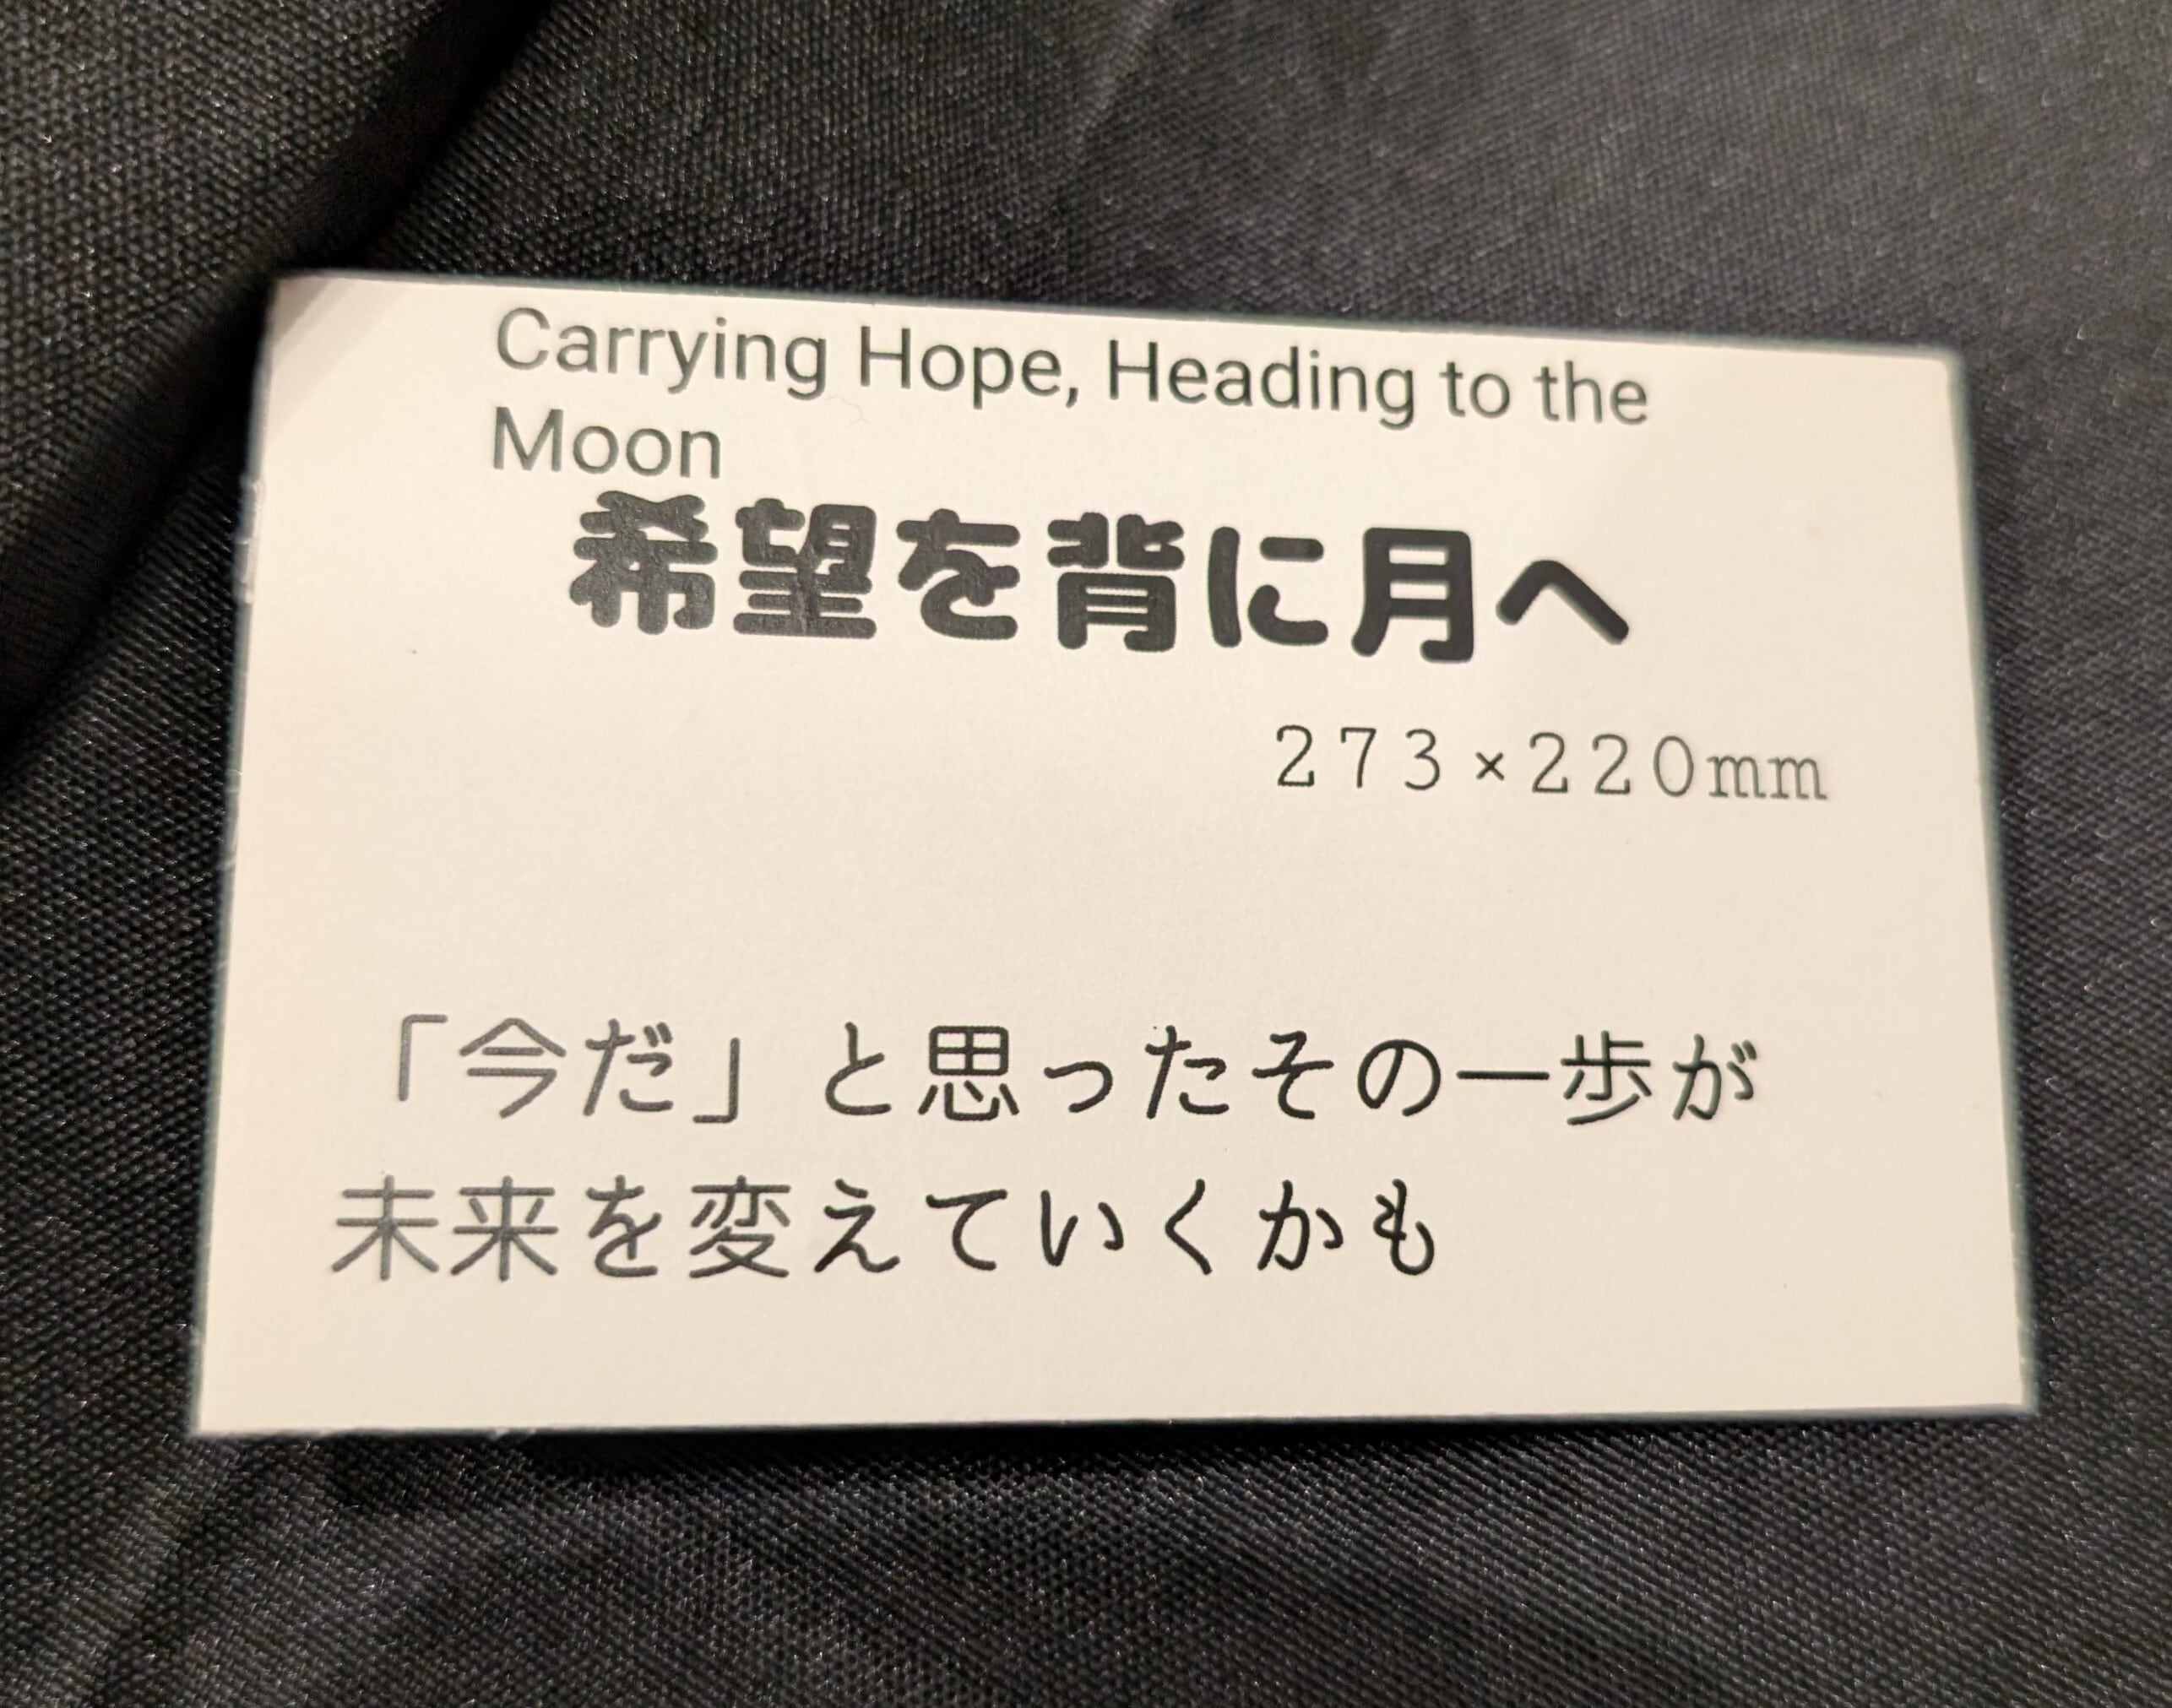 Carrying Hope, Heading to the
Moon
希望を背に月へ
273×220mm
「今だ」と思ったその一歩が
未来を変えていくかも